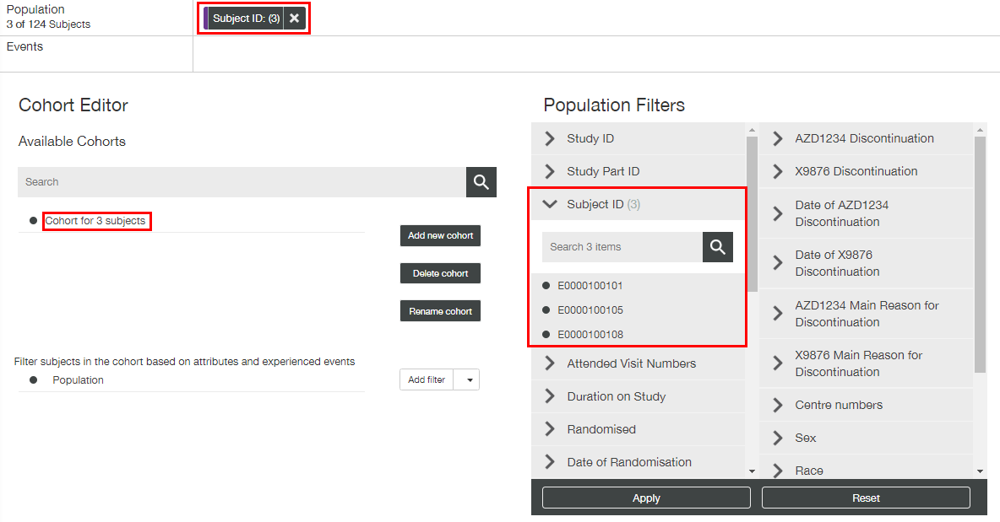 Population
3 of 124 Subjects
Subject ID: (3)
Events
Cohort Editor
Available Cohorts
Search
Cohort for 3 subjects
Add new cohort
Delete cohort
Rename cohort
Filter subjects in the cohort based on attributes and experienced events
Population
Add filter
Population Filters
Study ID
Study Part ID
Subject ID (3)
Search 3 items
E0000100101
E0000100105
E0000100108
Attended Visit Numbers
Duration on Study
Randomised
Date of Randomisation
AZD1234 Discontinuation
X9876 Discontinuation
Date of AZD1234
Discontinuation
Date of X9876
Discontinuation
AZD1234 Main Reason for
Discontinuation
X9876 Main Reason for
Discontinuation
Centre numbers
Sex
Race
Apply
Reset